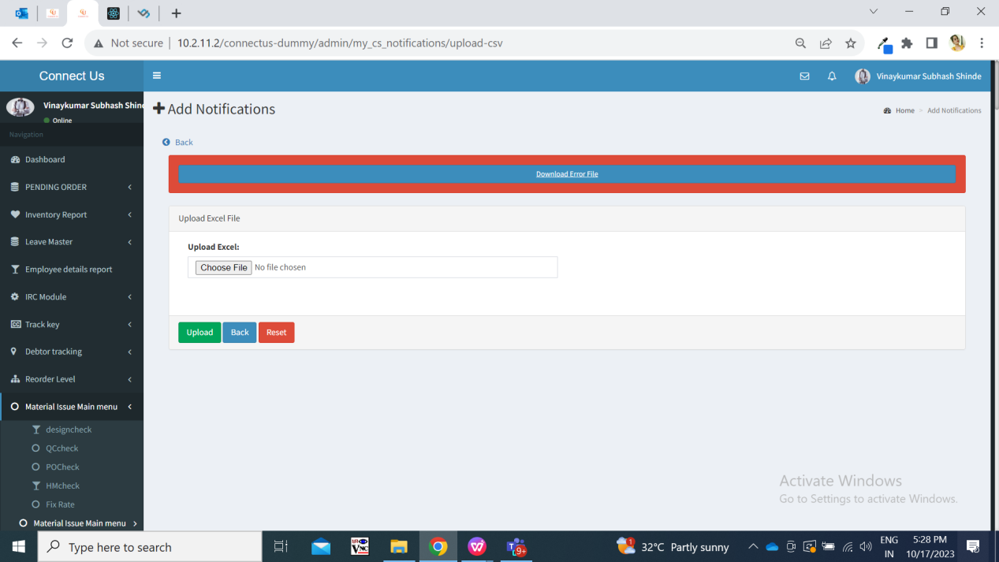 Not secure | 10.2.11.2/connectus-dummy/admin/my_cs_notifications/upload-csv
Connect Us
Vinaykumar Subhash Shinde
Vinaykumar Subhash Shind
Online
Add Notifications
Home > Add Notifications
Navigation
Back
Dashboard
Download Error File
PENDING ORDER
Inventory Report
Upload Excel File
Leave Master
Upload Excel:
Choose File No file chosen
Employee details report
IRC Module
Track key
Upload
Back
Reset
Debtor tracking
Reorder Level
Material Issue Main menu
designcheck
QCcheck
POCheck
HMcheck
Fix Rate
Material Issue Main menu
Activate Windows
Go to Settings to activate Windows.
Type here to search
VNC
9+
1
32°C Partly sunny
ENG
IN
5:28 PM
10/17/2023